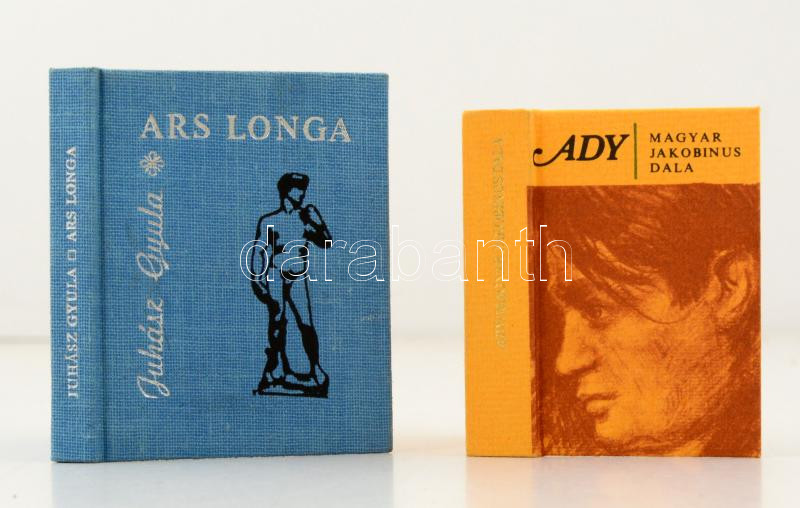 JUHÁSZ GYULA □ ARS LONGA
ARS LONGA
Juhász Gyula
ADY
MAGYAR
JAKOBINUS
DALA
darabanth